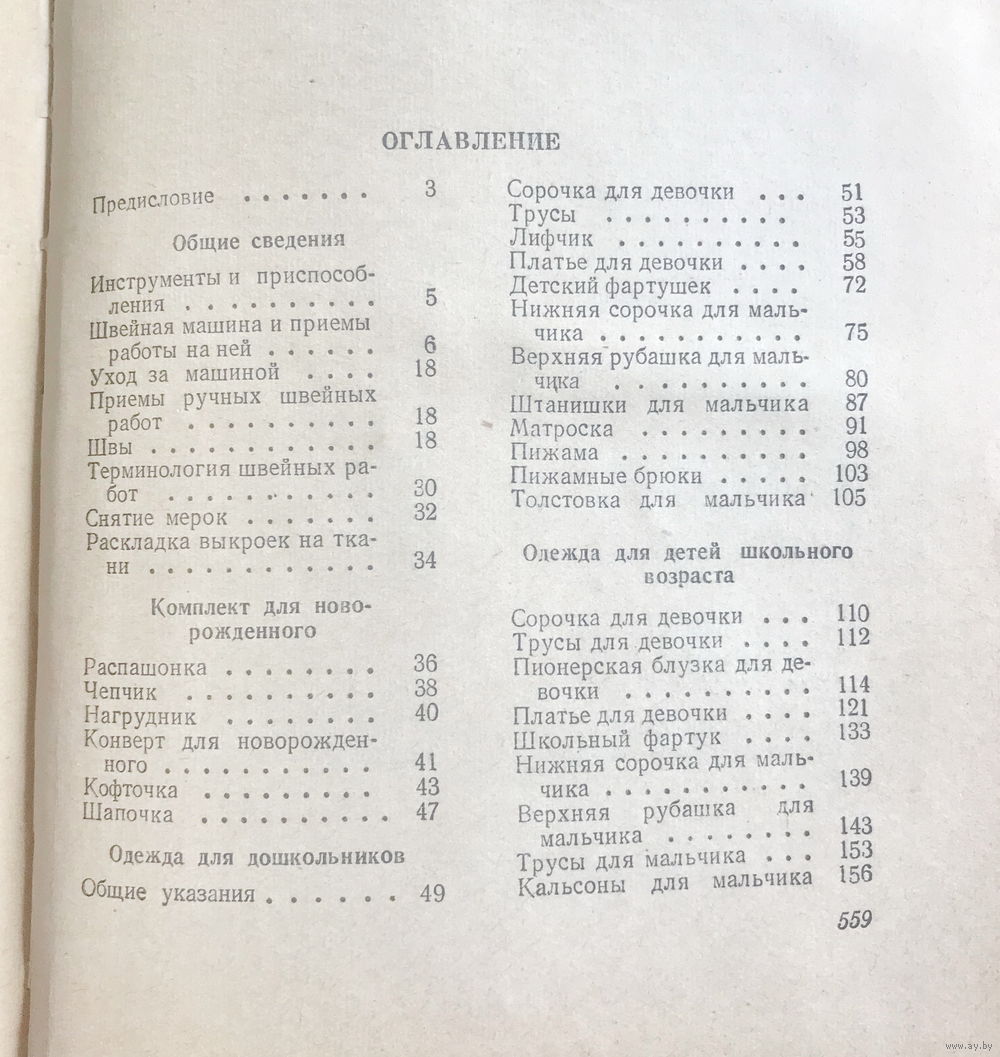 ОГЛАВЛЕНИЕ
Предисловие . . . . . . . 3
Общие сведения
Инструменты и приспособ-
ления . . . . . . . . . . 5
Швейная машина и приемы
работы на ней . . . . . . 6
Уход за машиной . . . . 18
Приемы ручных швейных
работ . . . . . . . . . . 18
Швы . . . . . . . . . . . 18
Терминология швейных ра-
бот . . . . . . . . . . . 30
Снятие мерок . . . . . . . 32
Раскладка выкроек на тка-
ни . . . . . . . . . . . . 34
Комплект для ново-
рожденного
Распашонка . . . . . . . . 36
Чепчик . . . . . . . . . . 38
Нагрудник . . . . . . . . 40
Конверт для новорожден-
ного . . . . . . . . . . . 41
Кофточка . . . . . . . . . 43
Шапочка . . . . . . . . . . 47
Одежда для дошкольников
Общие указания . . . . . . 49
Сорочка для девочки . . . 51
Трусы . . . . . . . . . . 53
Лифчик . . . . . . . . . . 55
Платье для девочки . . . . 58
Детский фартушек . . . . 72
Нижняя сорочка для маль-
чика . . . . . . . . . . . 75
Верхняя рубашка для маль-
чика . . . . . . . . . . 80
Штанишки для мальчика 87
Матроска . . . . . . . . . 91
Пижама . . . . . . . . . . 98
Пижамные брюки . . . . . 103
Толстовка для мальчика 105
Одежда для детей школьного
возраста
Сорочка для девочки . . . 110
Трусы для девочки . . . . 112
Пионерская блузка для де-
вочки . . . . . . . . . . 114
Платье для девочки . . . . 121
Школьный фартук . . . . 133
Нижняя сорочка для маль-
чика . . . . . . . . . . . 139
Верхняя рубашка для
мальчика . . . . . . . . 143
Трусы для мальчика . . . 153
Кальсоны для мальчика 156
559
www.ay.by